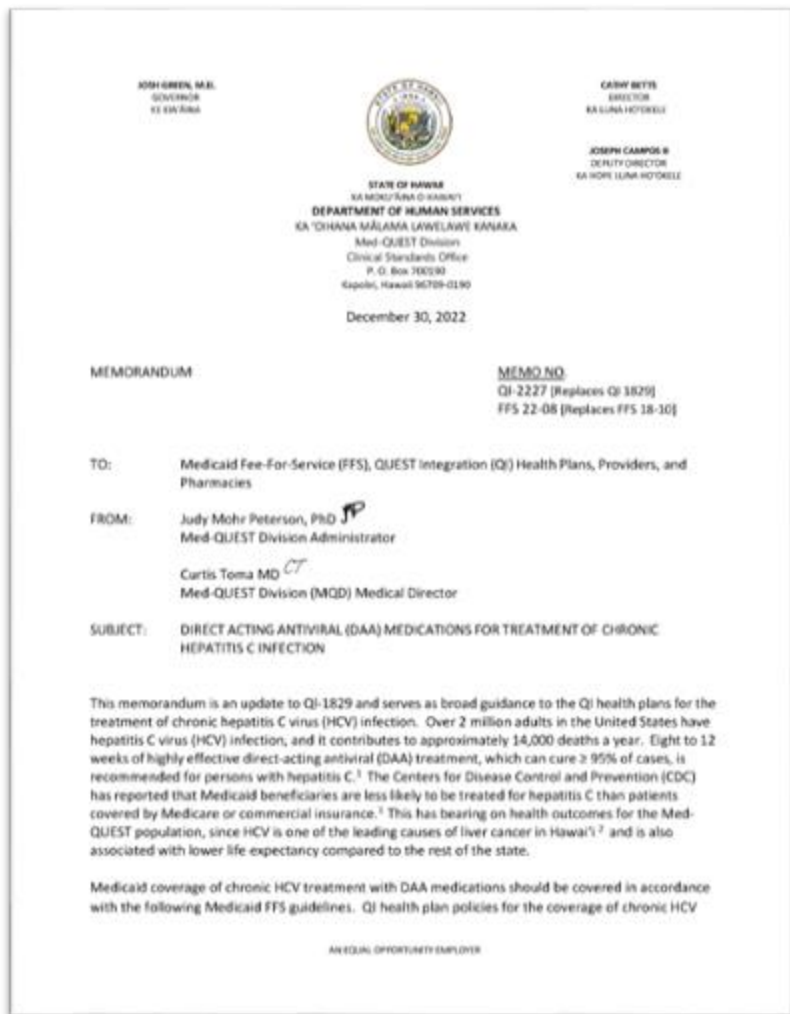 JOSH GREEN, M.D.
GOVERNOR
KE KIAʻĀINA
STATE OF HAWAII
KA MOKUʻĀINA O HAWAIʻI
DEPARTMENT OF HUMAN SERVICES
KA ʻOIHANA MĀLAMA LAWELAWE KANAKA
Med-QUEST Division
Clinical Standards Office
P. O. Box 700190
Kapolei, Hawaii 96709-0190
CATHY BETTS
DIRECTOR
KA LUNA HOʻOKELE
JOSEPH CAMPOS II
DEPUTY DIRECTOR
KA HOPE LUNA HOʻOKELE
December 30, 2022
MEMORANDUM
MEMO NO.
QI-2227 [Replaces QI 1829]
FFS 22-08 [Replaces FFS 18-10]
TO: Medicaid Fee-For-Service (FFS), QUEST Integration (QI) Health Plans, Providers, and
Pharmacies
FROM: Judy Mohr Peterson, PhD JP
Med-QUEST Division Administrator
Curtis Toma MD CT
Med-QUEST Division (MQD) Medical Director
SUBJECT: DIRECT ACTING ANTIVIRAL (DAA) MEDICATIONS FOR TREATMENT OF CHRONIC
HEPATITIS C INFECTION
This memorandum is an update to QI-1829 and serves as broad guidance to the QI health plans for the
treatment of chronic hepatitis C virus (HCV) infection. Over 2 million adults in the United States have
hepatitis C virus (HCV) infection, and it contributes to approximately 14,000 deaths a year. Eight to 12
weeks of highly effective direct-acting antiviral (DAA) treatment, which can cure ≥ 95% of cases, is
recommended for persons with hepatitis C.¹ The Centers for Disease Control and Prevention (CDC)
has reported that Medicaid beneficiaries are less likely to be treated for hepatitis C than patients
covered by Medicare or commercial insurance.¹ This has bearing on health outcomes for the Med-
QUEST population, since HCV is one of the leading causes of liver cancer in Hawaiʻi ² and is also
associated with lower life expectancy compared to the rest of the state.
Medicaid coverage of chronic HCV treatment with DAA medications should be covered in accordance
with the following Medicaid FFS guidelines. QI health plan policies for the coverage of chronic HCV
AN EQUAL OPPORTUNITY EMPLOYER